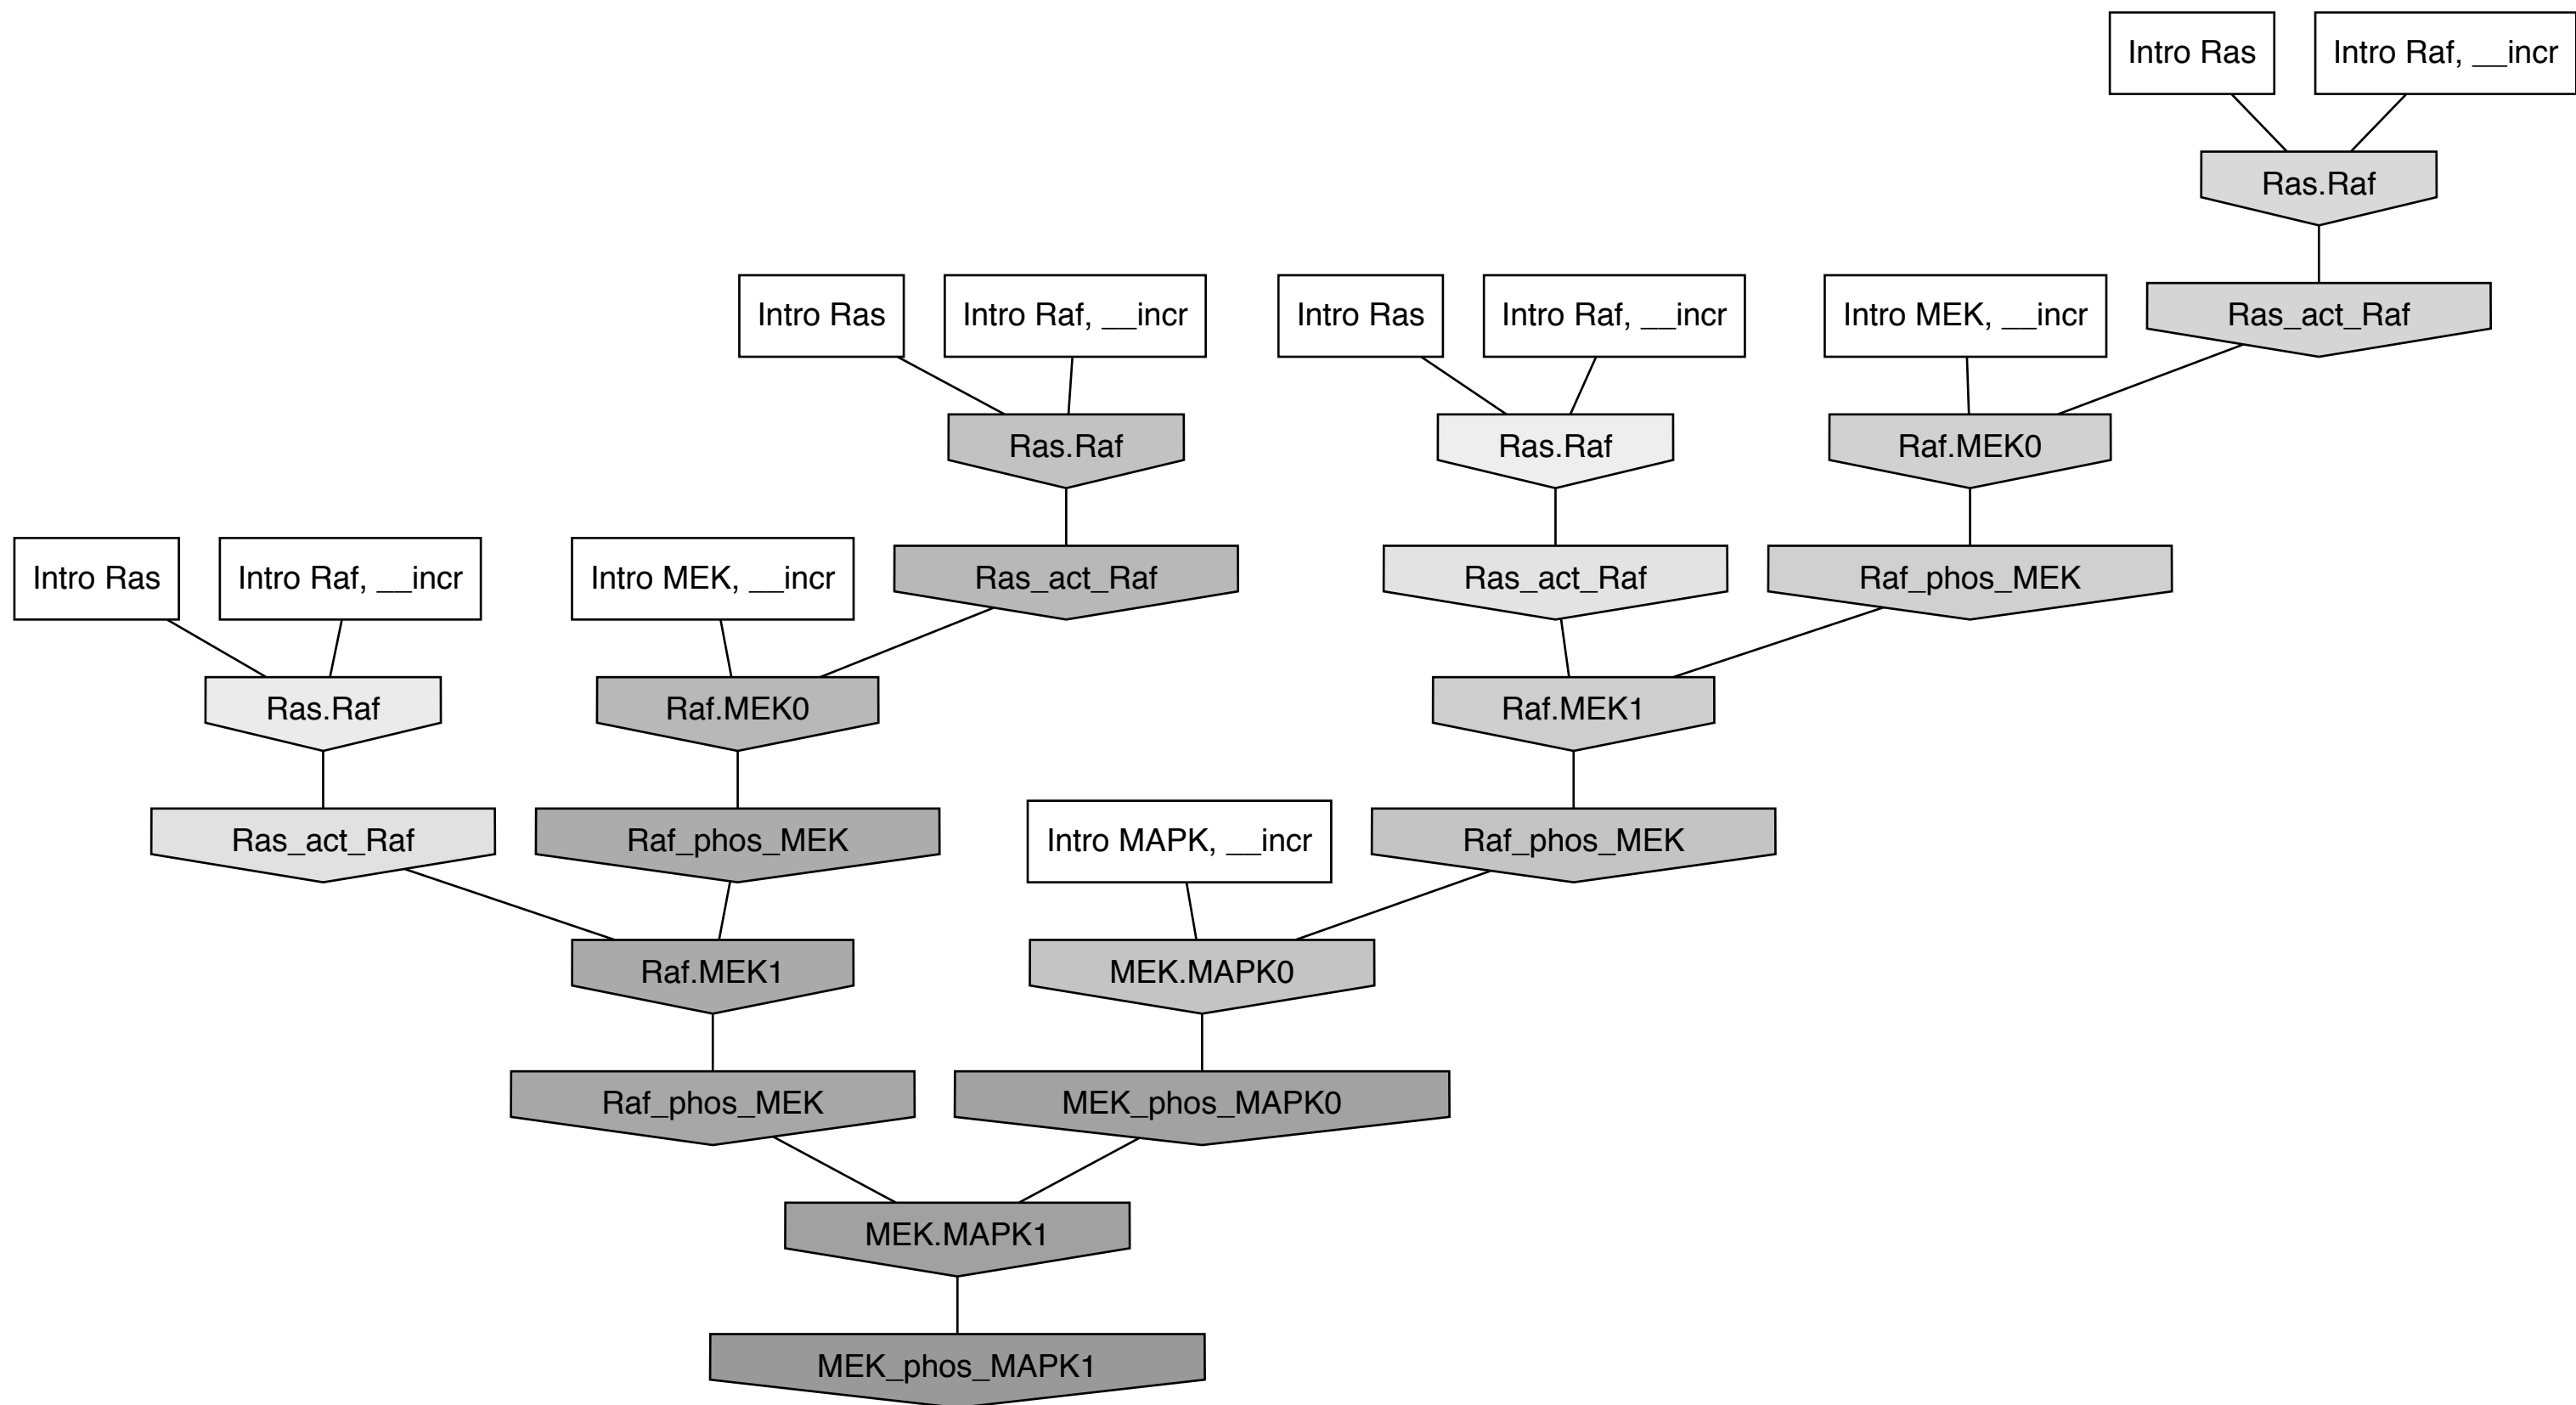 Intro Ras
Intro Raf, __incr
Ras.Raf
Intro Ras
Intro Raf, __incr
Intro Ras
Intro Raf, __incr
Intro MEK, __incr
Ras_act_Raf
Ras.Raf
Ras.Raf
Raf.MEK0
Intro Ras
Intro Raf, __incr
Intro MEK, __incr
Ras_act_Raf
Ras_act_Raf
Raf_phos_MEK
Ras.Raf
Raf.MEK0
Raf.MEK1
Ras_act_Raf
Raf_phos_MEK
Intro MAPK, __incr
Raf_phos_MEK
Raf.MEK1
MEK.MAPK0
Raf_phos_MEK
MEK_phos_MAPK0
MEK.MAPK1
MEK_phos_MAPK1